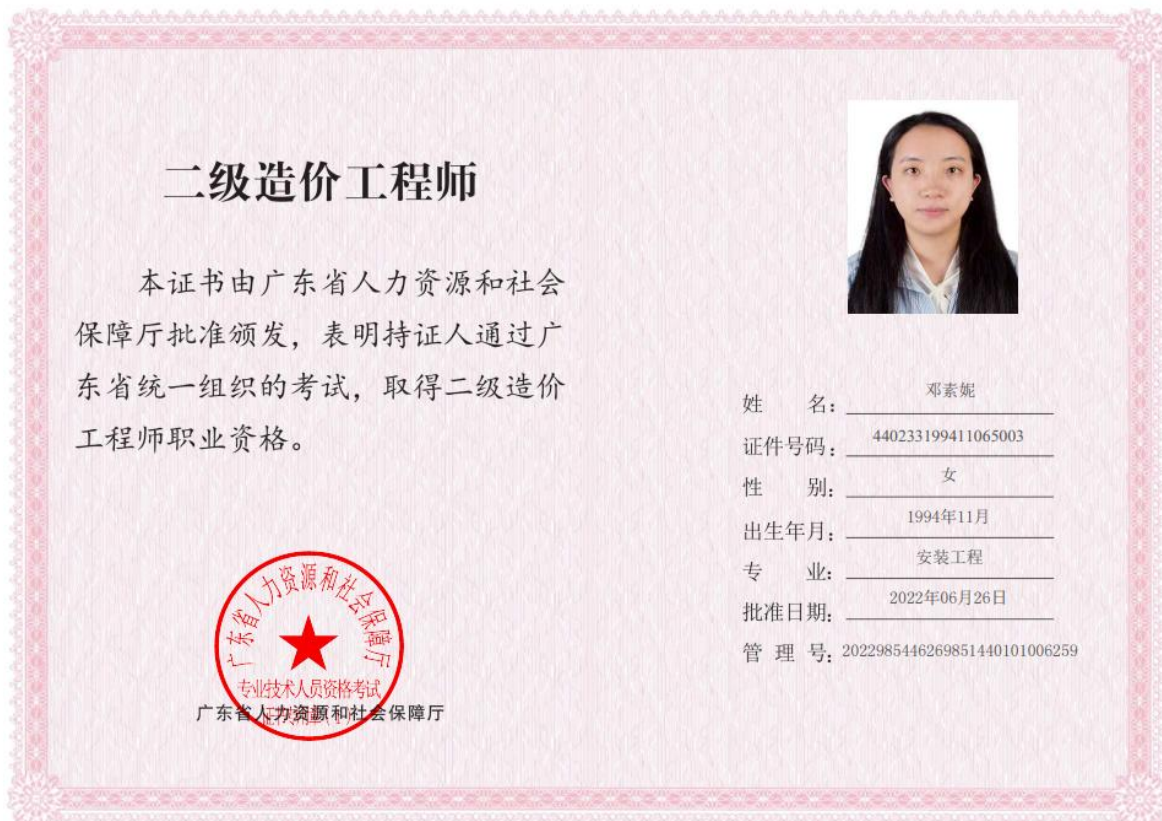 二级造价工程师
本证书由广东省人力资源和社会
保障厅批准颁发，表明持证人通过广
东省统一组织的考试，取得二级造价
工程师职业资格。
广东省人力资源和社会保障厅
专业技术人员资格考试
广东省人力资源和社会保障厅
姓 名：邓素妮
证件号码：440233199411065003
性 别：女
出生年月：1994年11月
专 业：安装工程
批准日期：2022年06月26日
管 理 号：20229854462698514401010​06259